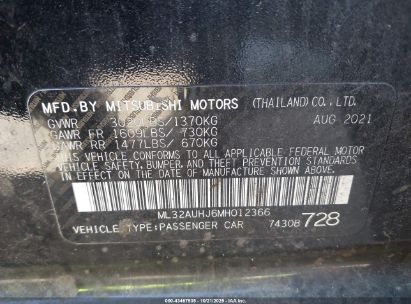 MFD.BY MITSUBISHI MOTORS (THAILAND)CO.,LTD.
GVWR 3020LBS/1370KG AUG 2021
GAWR FR 1609LBS/ 730KG
GAWR RR 1477LBS/ 670KG
THIS VEHICLE CONFORMS TO ALL APPLICABLE FEDERAL MOTOR
VEHICLE SAFETY, BUMPER, AND THEFT PREVENTION STANDARDS
IN EFFECT ON THE DATE OF MANUFACTURE SHOWN ABOVE.
ML32AUHJ6MH012366
VEHICLE TYPE:PASSENGER CAR 7430B 728